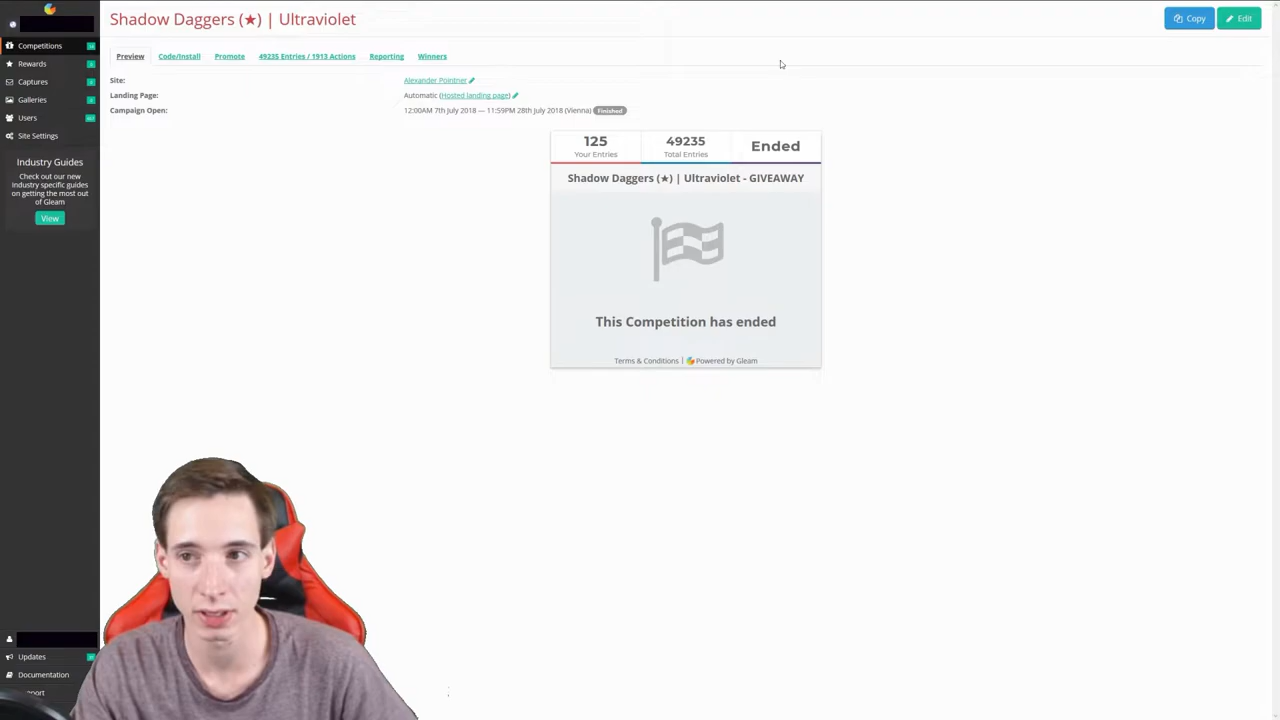 Shadow Daggers (★) | Ultraviolet
Copy
Edit
Competitions
Rewards
Captures
Galleries
Users
Site Settings
Industry Guides
Check out our new
Industry specific guides
on getting the most out
of Gleam
View
Preview
Code/Install
Promote
49235 Entries / 1913 Actions
Reporting
Winners
Site:
Alexander Pointner
Landing Page:
Automatic (Hosted landing page)
Campaign Open:
12:00AM 7th July 2018 — 11:59PM 28th July 2018 (Vienna) Finished
125
Your Entries
49235
Total Entries
Ended
Shadow Daggers (★) | Ultraviolet - GIVEAWAY
This Competition has ended
Terms & Conditions | Powered by Gleam
Updates
Documentation